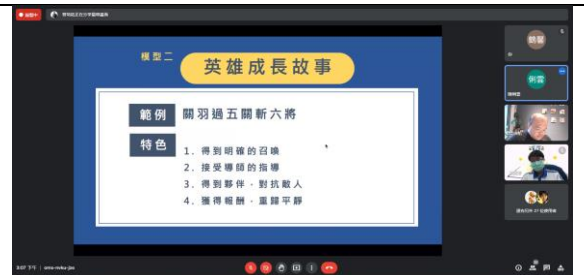 模型二
英雄成長故事
範例 關羽過五關斬六將
特色
1. 得到明確的召喚
2. 接受導師的指導
3. 得到夥伴，對抗敵人
4. 獲得報酬，重歸平靜